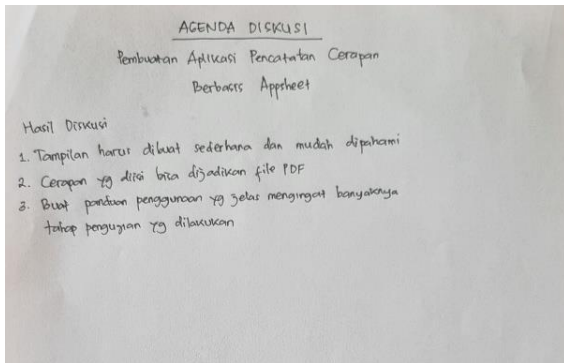 AGENDA DISKUSI
Pembuatan Aplikasi Pencatatan Cerapan
Berbasis Appsheet
Hasil Diskusi
1. Tampilan harus dibuat sederhana dan mudah dipahami
2. Cerapan yg diisi bisa dijadikan file PDF
3. Buat panduan penggunaan yg jelas mengingat banyaknya
tahap pengujian yg dilakukan